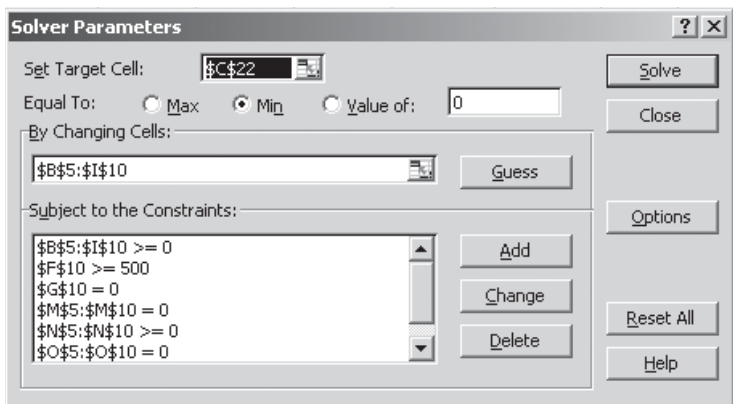 Solver Parameters
Set Target Cell: $C$22 Solve
Equal To: Max Min Value of: 0 Close
By Changing Cells:
$B$5:$I$10 Guess
Subject to the Constraints: Options
$B$5:$I$10 >= 0 Add
$F$10 >= 500
$G$10 = 0 Change
$M$5:$M$10 = 0 Reset All
$N$5:$N$10 >= 0 Delete
$O$5:$O$10 = 0 Help